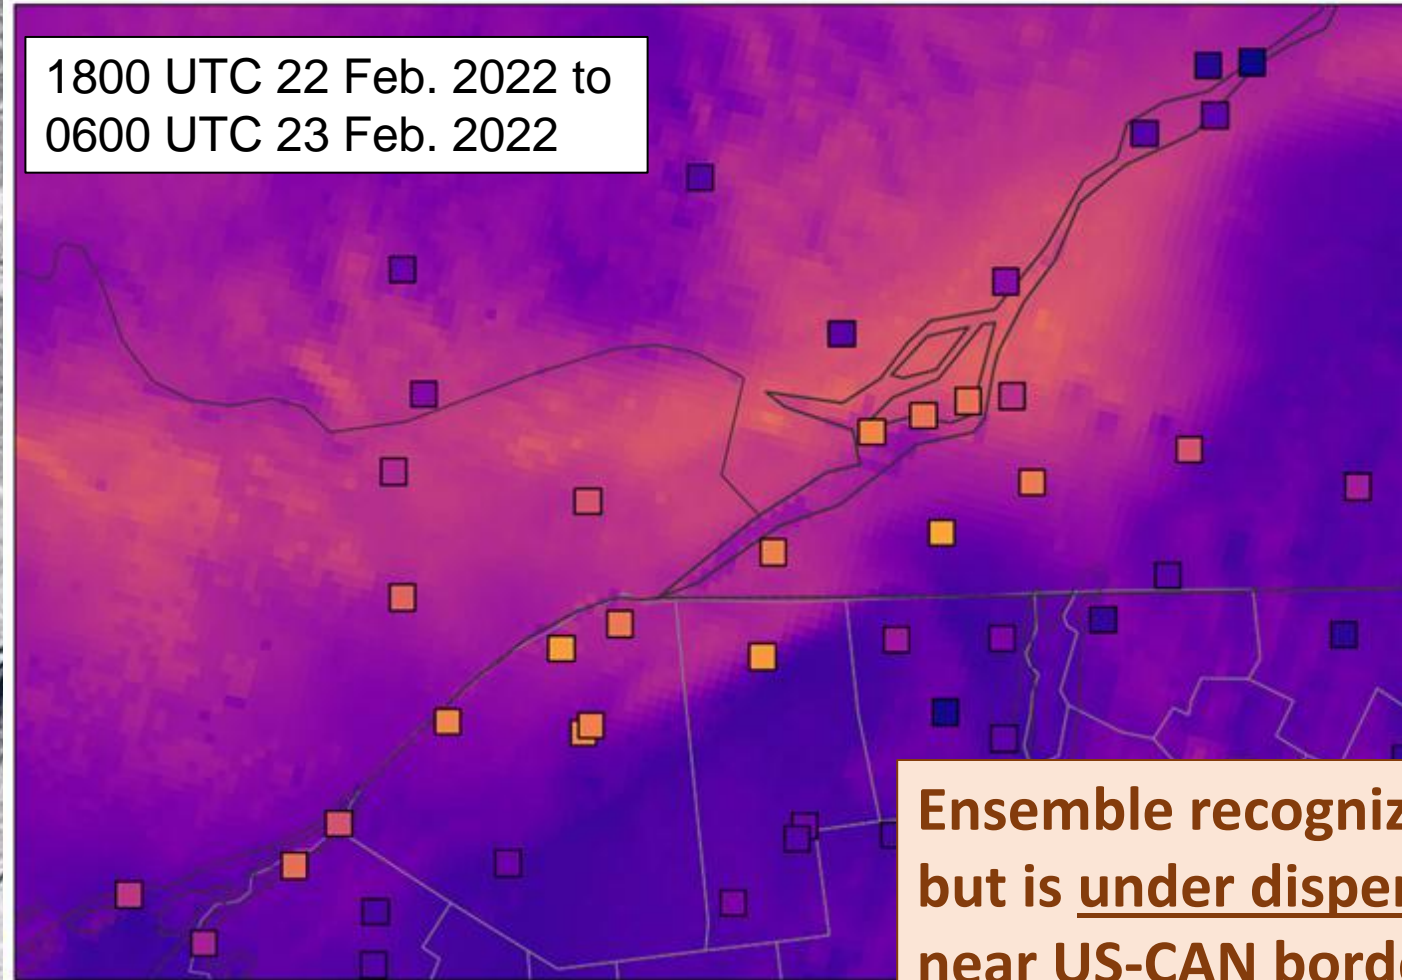 1800 UTC 22 Feb. 2022 to
0600 UTC 23 Feb. 2022
Ensemble recogniz
but is under disper
near US-CAN borde